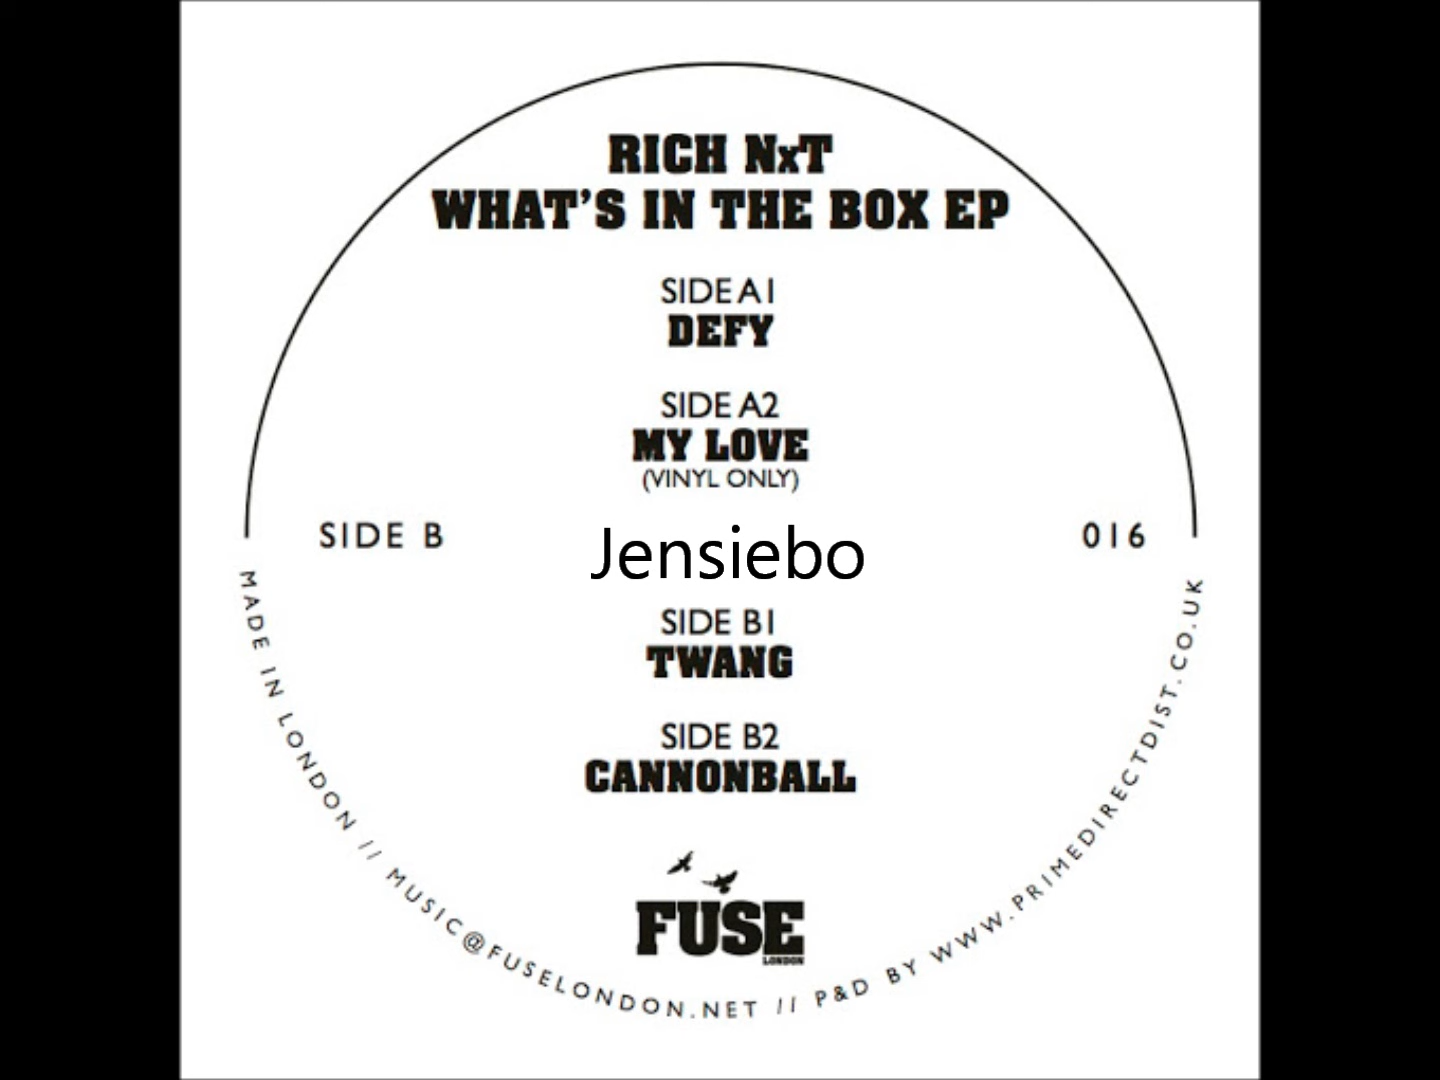 RICH NxT
WHAT'S IN THE BOX EP
SIDE A1
DEFY
SIDE A2
MY LOVE
(VINYL ONLY)
SIDE B
Jensiebo
016
SIDE B1
TWANG
SIDE B2
CANNONBALL
FUSE
LONDON
MADE IN LONDON // MUSIC@FUSELONDON.NET // P&D BY WWW.PRIMEDIRECTDIST.CO.UK